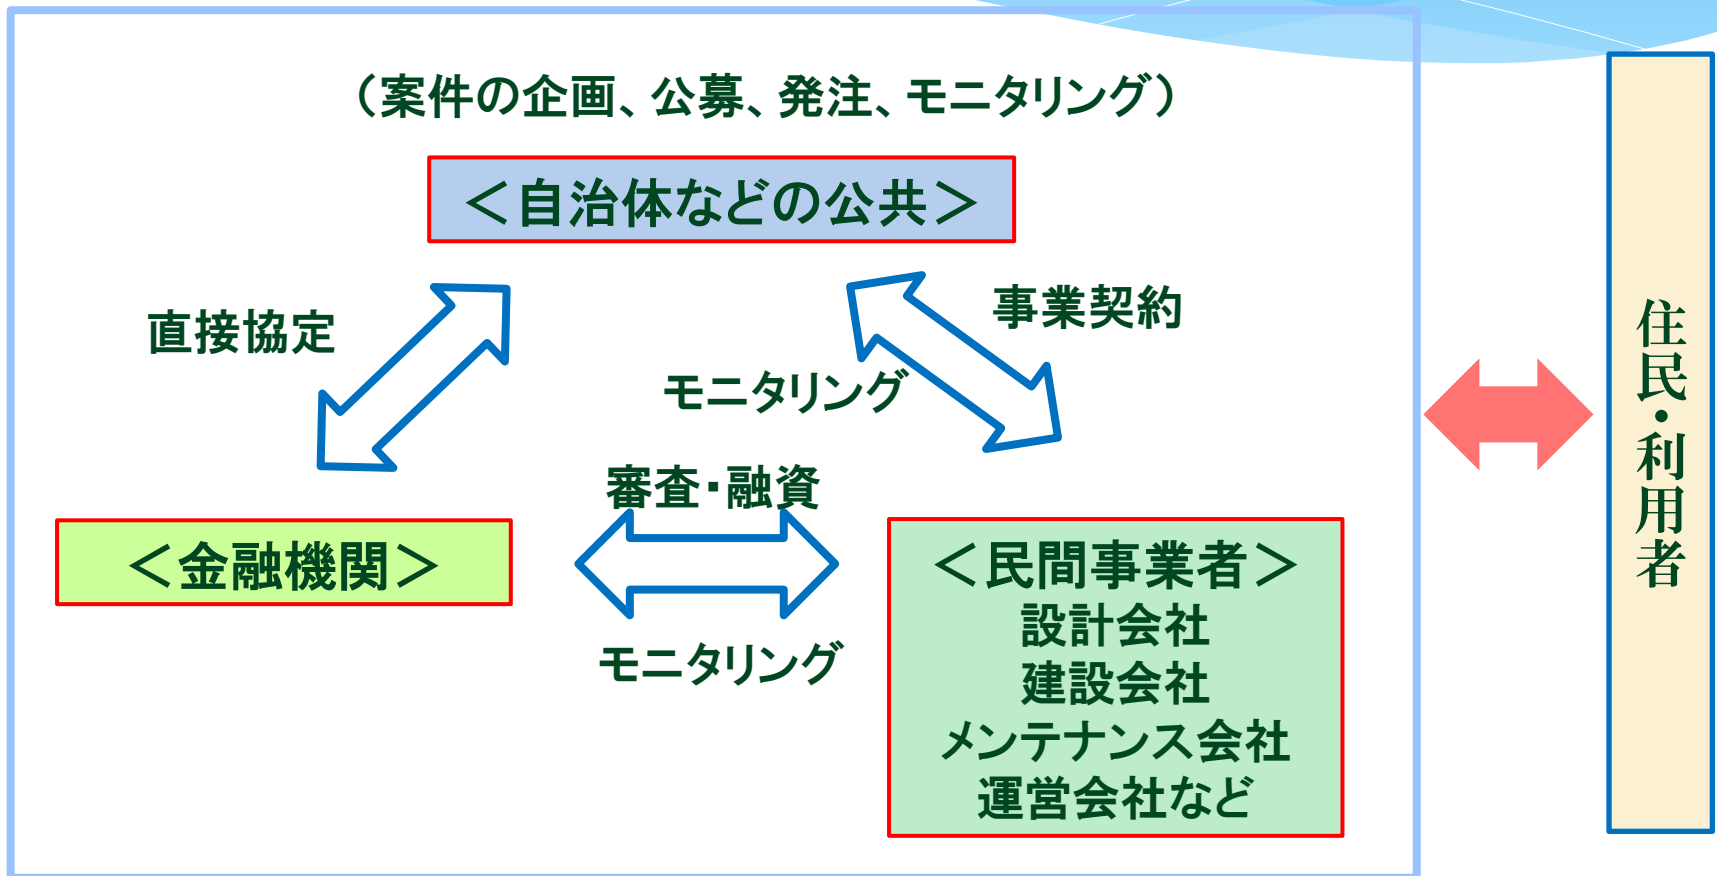 （案件の企画、公募、発注、モニタリング）
＜自治体などの公共＞
直接協定
事業契約
モニタリング
審査・融資
＜金融機関＞
モニタリング
＜民間事業者＞
設計会社
建設会社
メンテナンス会社
運営会社など
住民・利用者